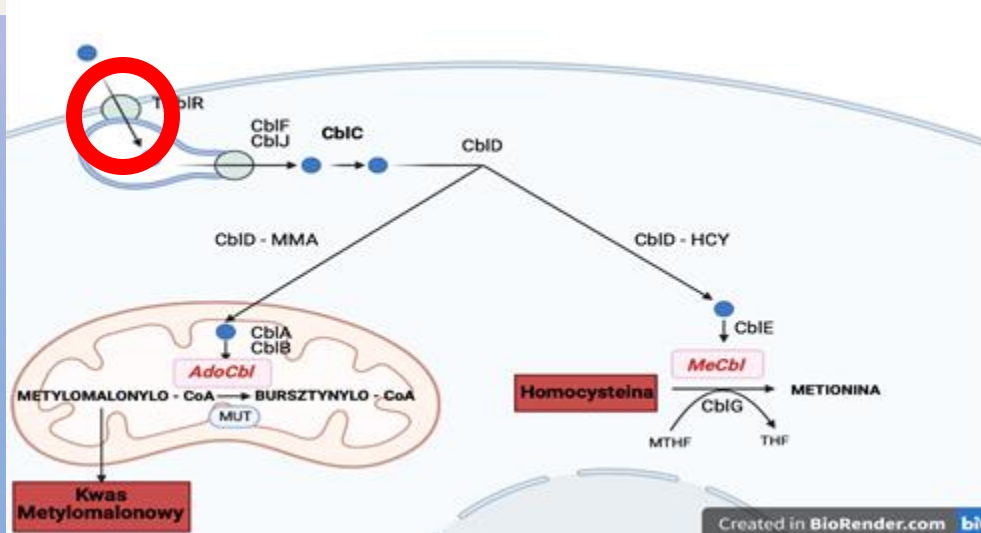 CblF
CblJ
CblC
CblD
CblD - MMA
CblD - HCY
CblA
CblB
AdoCbl
METYLOMALONYLO - CoA
BURSZTYNYLO - CoA
MUT
Kwas
Metylomalonowy
CblE
MeCbl
Homocysteina
METIONINA
CblG
MTHF
THF
Created in BioRender.com